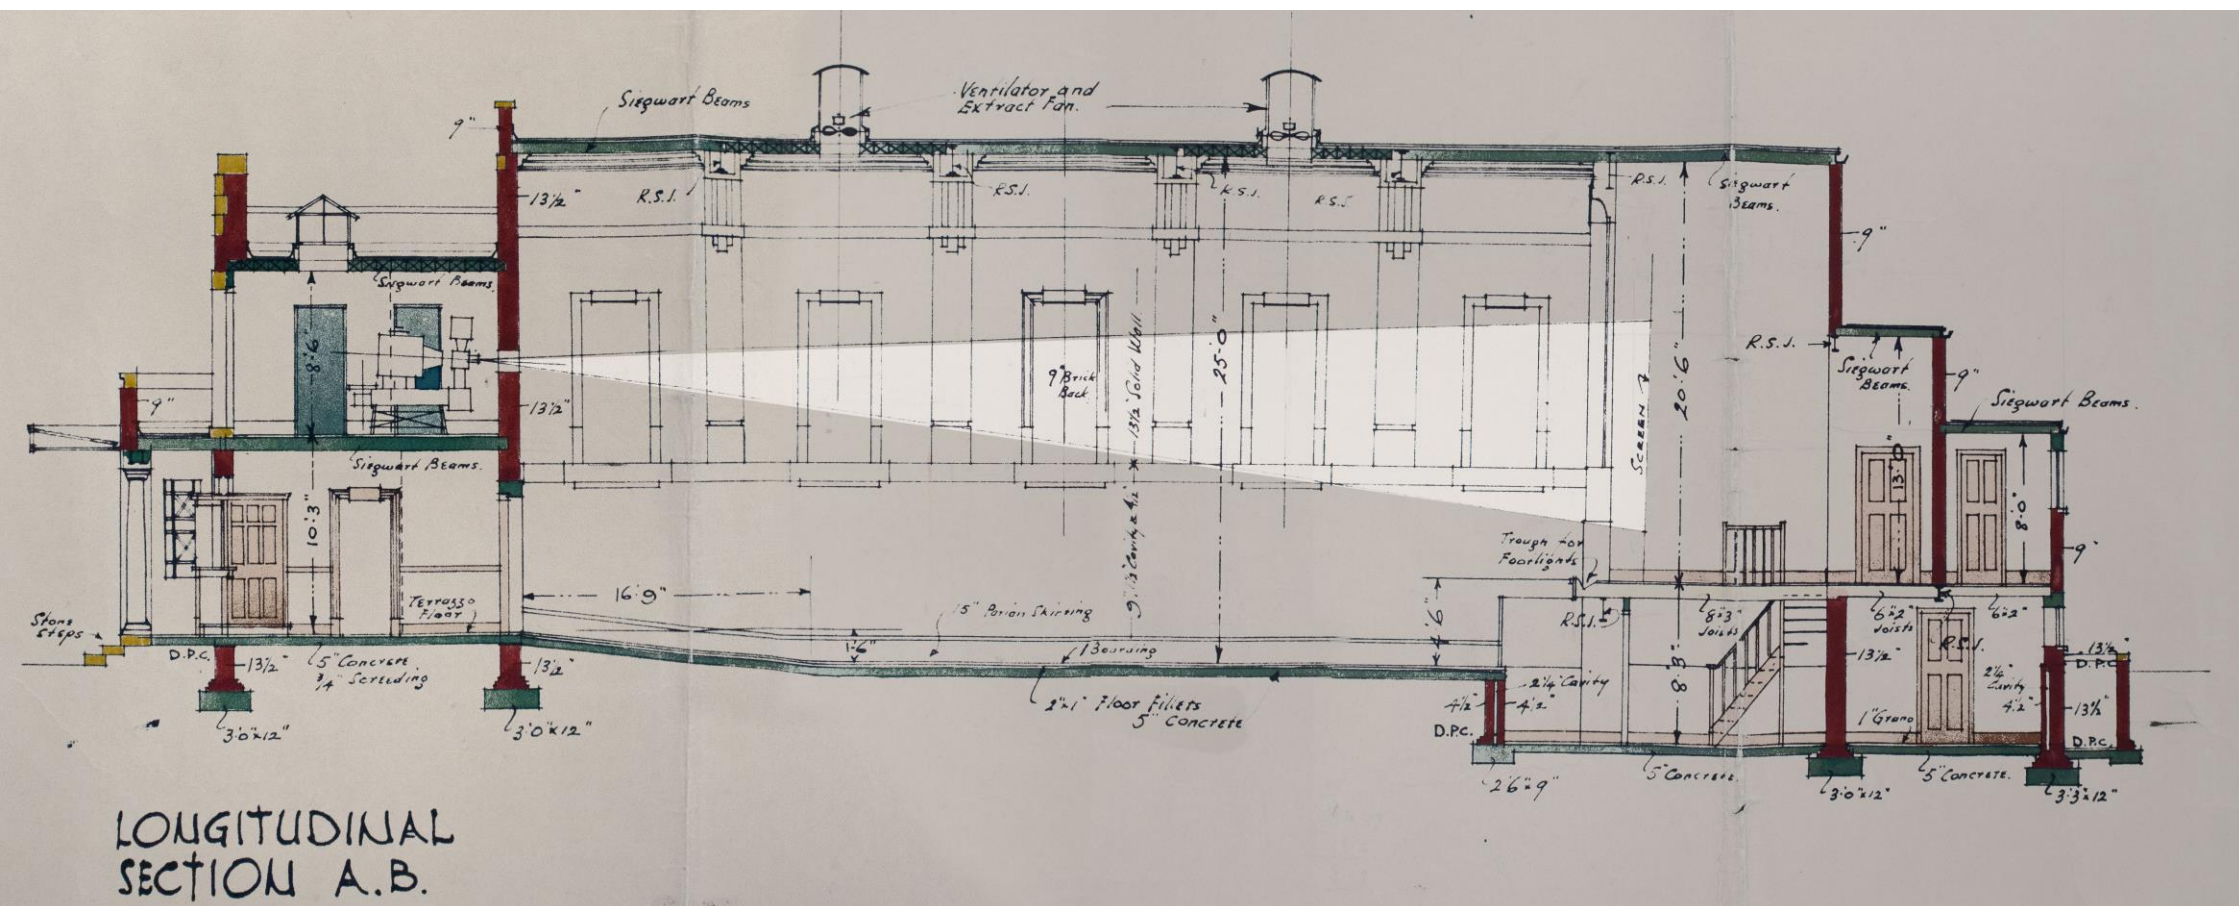 Siegwart Beams
Ventilator and
Extract Fan.
9"
13½"
R.S.J.
R.S.J.
R.S.J.
R.S.J.
R.S.J.
Siegwart
Beams.
20'6"
9"
Siegwart Beams.
8'6"
9"
13½"
9" Brick
Back
25'0"
SCREEN
R.S.J.
Siegwart
Beams.
9"
Siegwart Beams.
13'0"
8'0"
9"
Siegwart Beams.
10'3"
Terrazzo
Floor
Stone
Steps
16'9"
1'6"
15" Parian Skirting
Boarding
4'6"
Trough for
Footlights
R.S.J.
8"x3"
Joists
6"x2"
Joists
6"x2"
R.S.J.
D.P.C.
13½"
5" Concrete
¾" Screeding
13½"
3'0"x12"
3'0"x12"
2"x1" Floor Fillets
5" Concrete
2¼" Cavity
4½"
4½"
D.P.C.
8'3"
13½"
1" Grano
2¼"
Cavity
4½"
13½"
D.P.C.
13½"
D.P.C.
2'6"x9"
5" Concrete.
3'0"x12"
5" Concrete.
3'3"x12"
LONGITUDINAL
SECTION A.B.